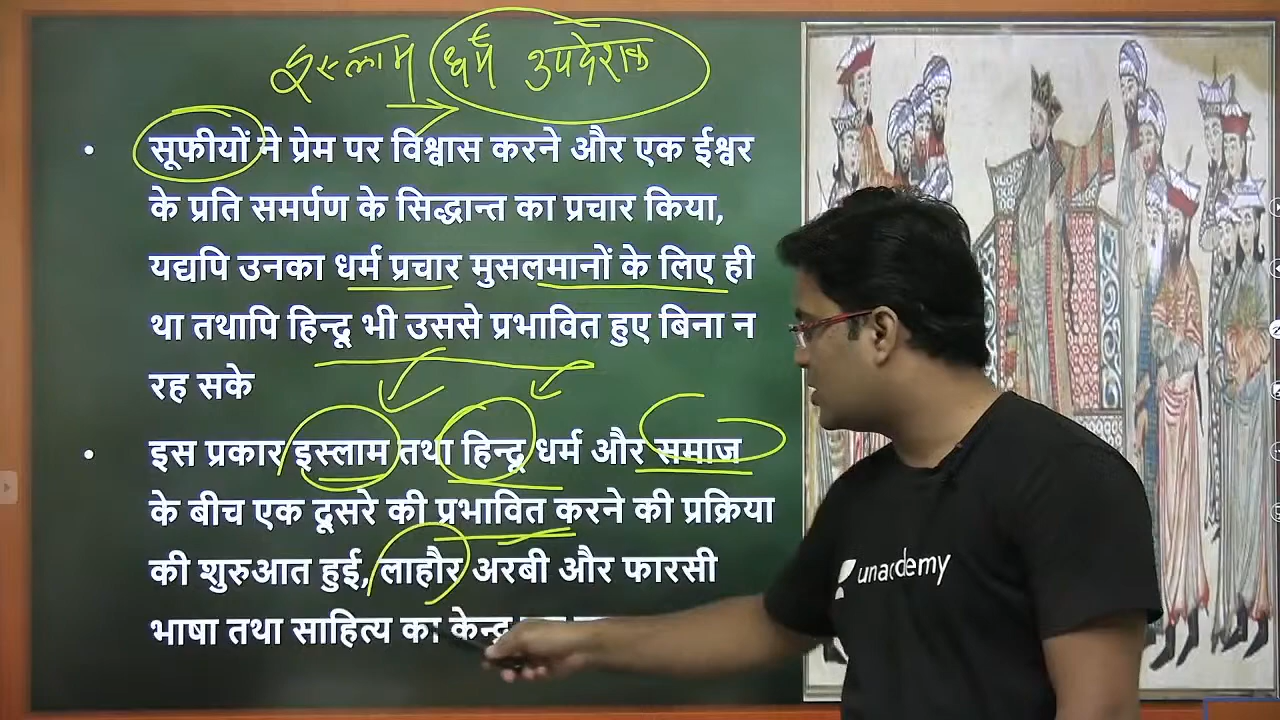 इस्लाम धर्म उपदेशक
• सूफीयों ने प्रेम पर विश्वास करने और एक ईश्वर
के प्रति समर्पण के सिद्धान्त का प्रचार किया,
यद्यपि उनका धर्म प्रचार मुसलमानों के लिए ही
था तथापि हिन्दू भी उससे प्रभावित हुए बिना न
रह सके
• इस प्रकार इस्लाम तथा हिन्दू धर्म और समाज
के बीच एक दूसरे की प्रभावित करने की प्रक्रिया
की शुरुआत हुई, लाहौर अरबी और फारसी
भाषा तथा साहित्य का केन्द्र
unacademy